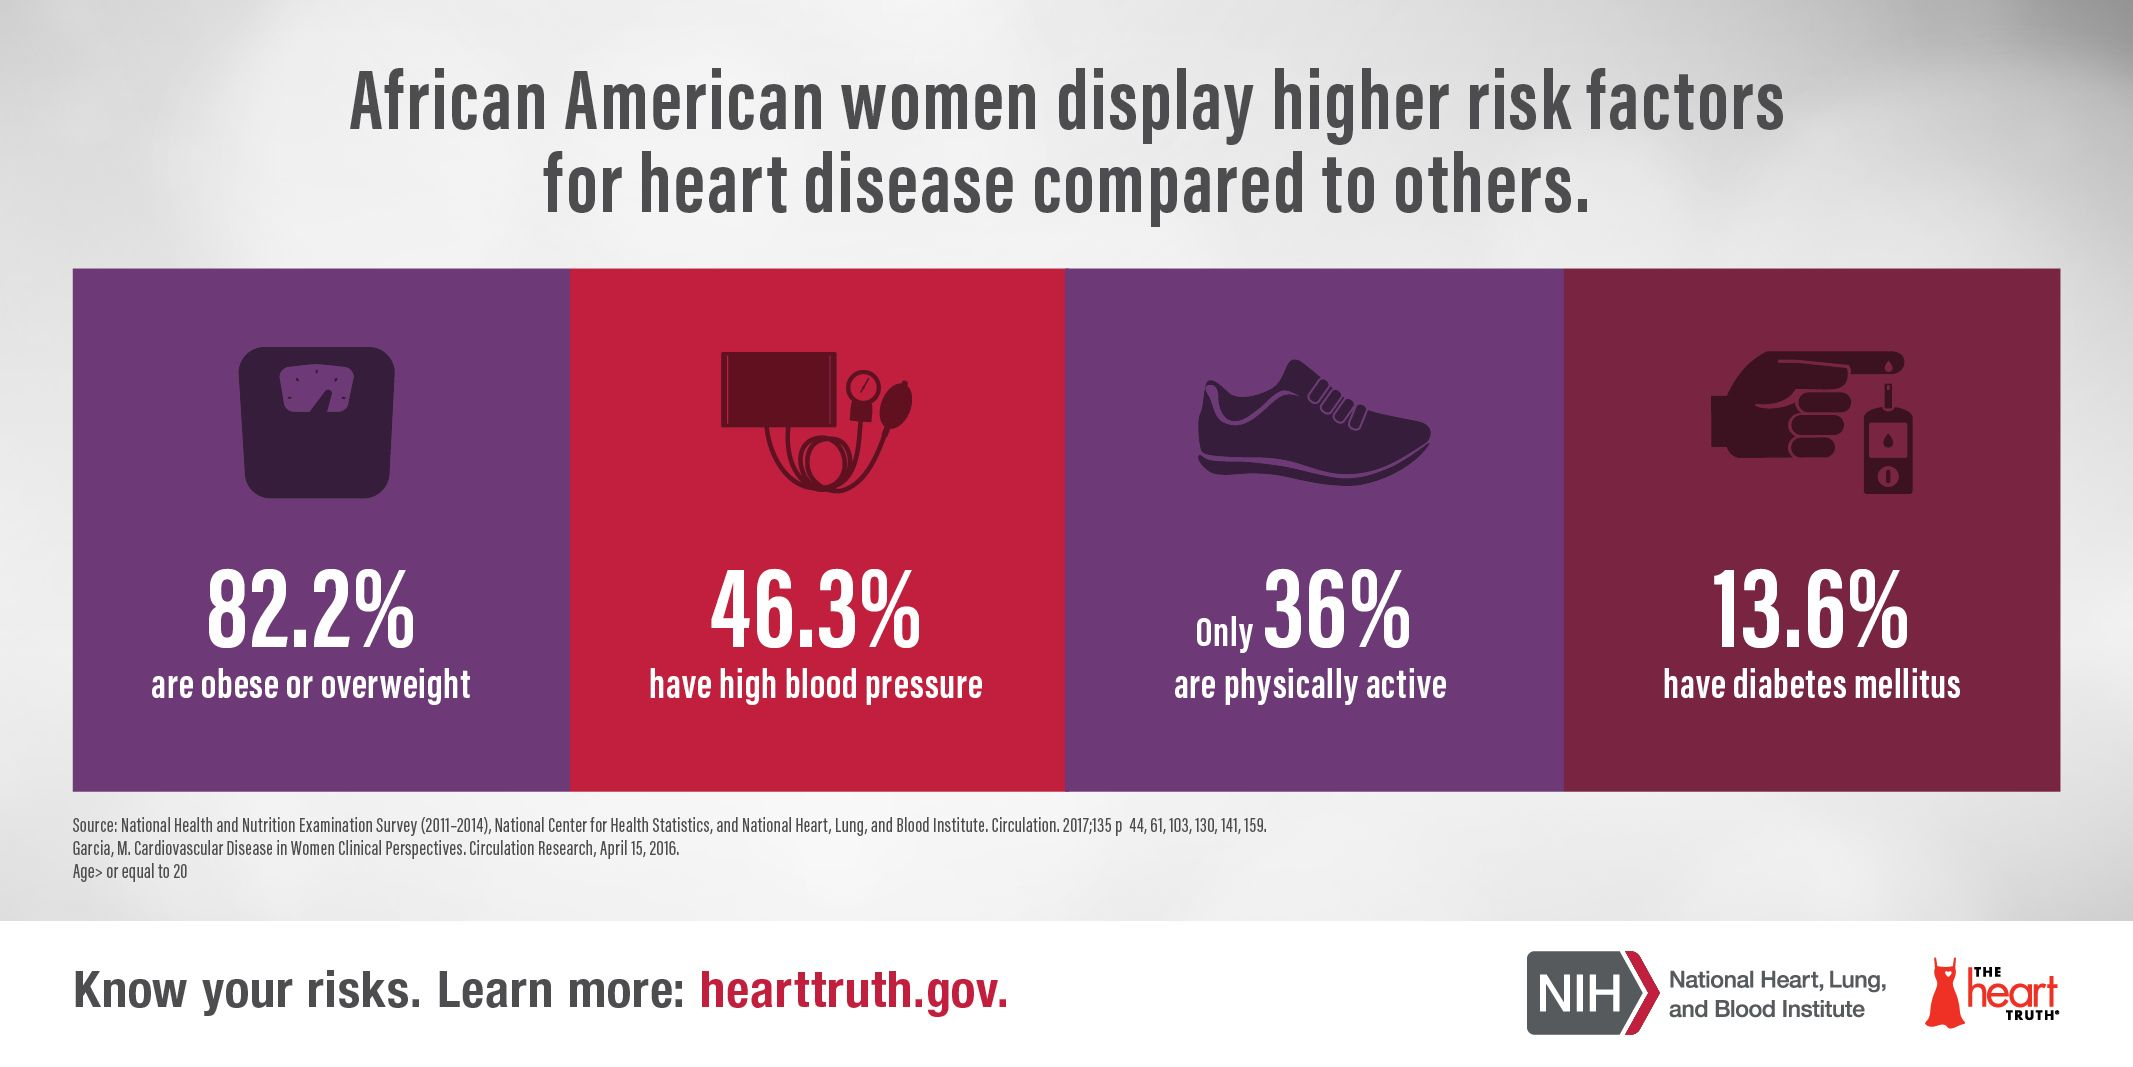 African American women display higher risk factors
for heart disease compared to others.
82.2%
are obese or overweight
46.3%
have high blood pressure
Only 36%
are physically active
13.6%
have diabetes mellitus
Source: National Health and Nutrition Examination Survey (2011–2014), National Center for Health Statistics, and National Heart, Lung, and Blood Institute. Circulation. 2017;135 p 44, 61, 103, 130, 141, 159.
Garcia, M. Cardiovascular Disease in Women Clinical Perspectives. Circulation Research, April 15, 2016.
Age> or equal to 20
Know your risks. Learn more: hearttruth.gov.
NIH
National Heart, Lung,
and Blood Institute
THE
heart
TRUTH®